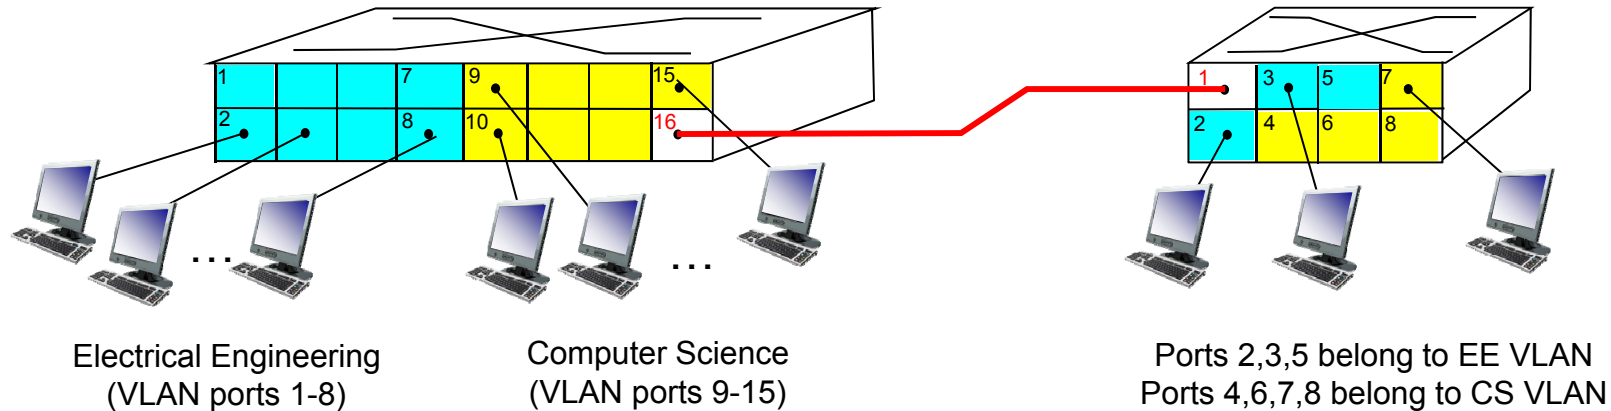 1 7 9 15
2 8 10 16
1 3 5 7
2 4 6 8
... ...
Electrical Engineering
(VLAN ports 1-8)
Computer Science
(VLAN ports 9-15)
Ports 2,3,5 belong to EE VLAN
Ports 4,6,7,8 belong to CS VLAN